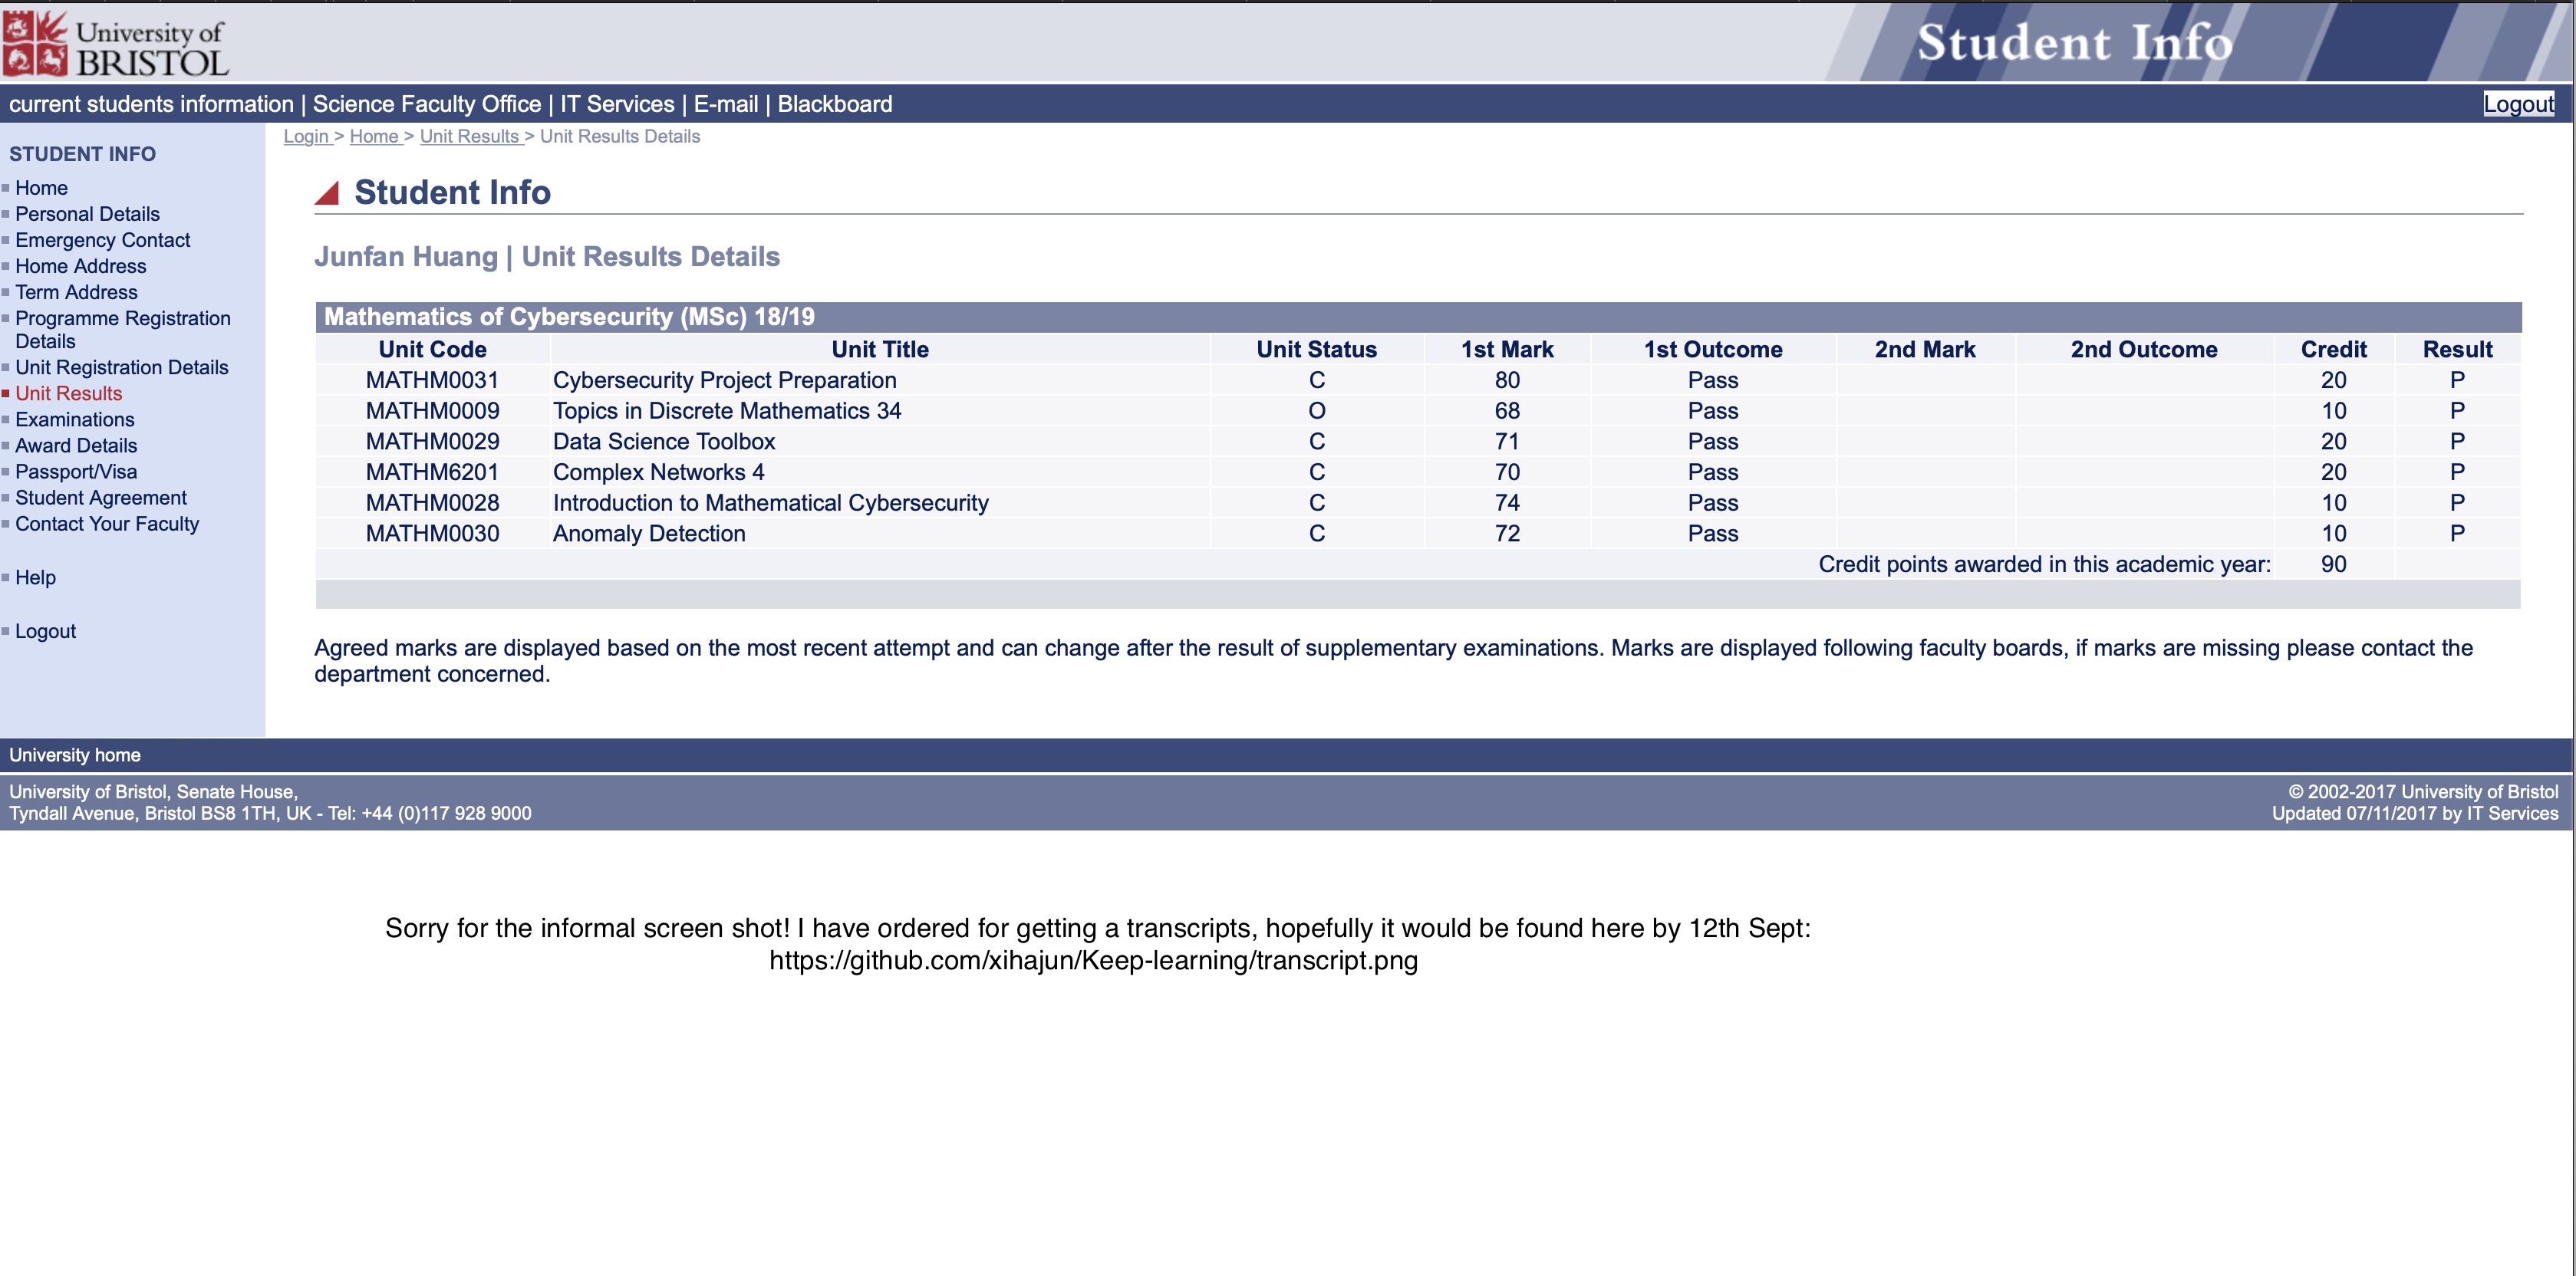 University of
BRISTOL
Student Info
current students information | Science Faculty Office | IT Services | E-mail | Blackboard
Logout
Login > Home > Unit Results > Unit Results Details
STUDENT INFO
Home
Personal Details
Emergency Contact
Home Address
Term Address
Programme Registration
Details
Unit Registration Details
Unit Results
Examinations
Award Details
Passport/Visa
Student Agreement
Contact Your Faculty
Help
Logout
Student Info
Junfan Huang | Unit Results Details
Mathematics of Cybersecurity (MSc) 18/19
Unit Code Unit Title Unit Status 1st Mark 1st Outcome 2nd Mark 2nd Outcome Credit Result
MATHM0031 Cybersecurity Project Preparation C 80 Pass 20 P
MATHM0009 Topics in Discrete Mathematics 34 O 68 Pass 10 P
MATHM0029 Data Science Toolbox C 71 Pass 20 P
MATHM6201 Complex Networks 4 C 70 Pass 20 P
MATHM0028 Introduction to Mathematical Cybersecurity C 74 Pass 10 P
MATHM0030 Anomaly Detection C 72 Pass 10 P
Credit points awarded in this academic year: 90
Agreed marks are displayed based on the most recent attempt and can change after the result of supplementary examinations. Marks are displayed following faculty boards, if marks are missing please contact the
department concerned.
University home
University of Bristol, Senate House,
Tyndall Avenue, Bristol BS8 1TH, UK - Tel: +44 (0)117 928 9000
© 2002-2017 University of Bristol
Updated 07/11/2017 by IT Services
Sorry for the informal screen shot! I have ordered for getting a transcripts, hopefully it would be found here by 12th Sept:
https://github.com/xihajun/Keep-learning/transcript.png